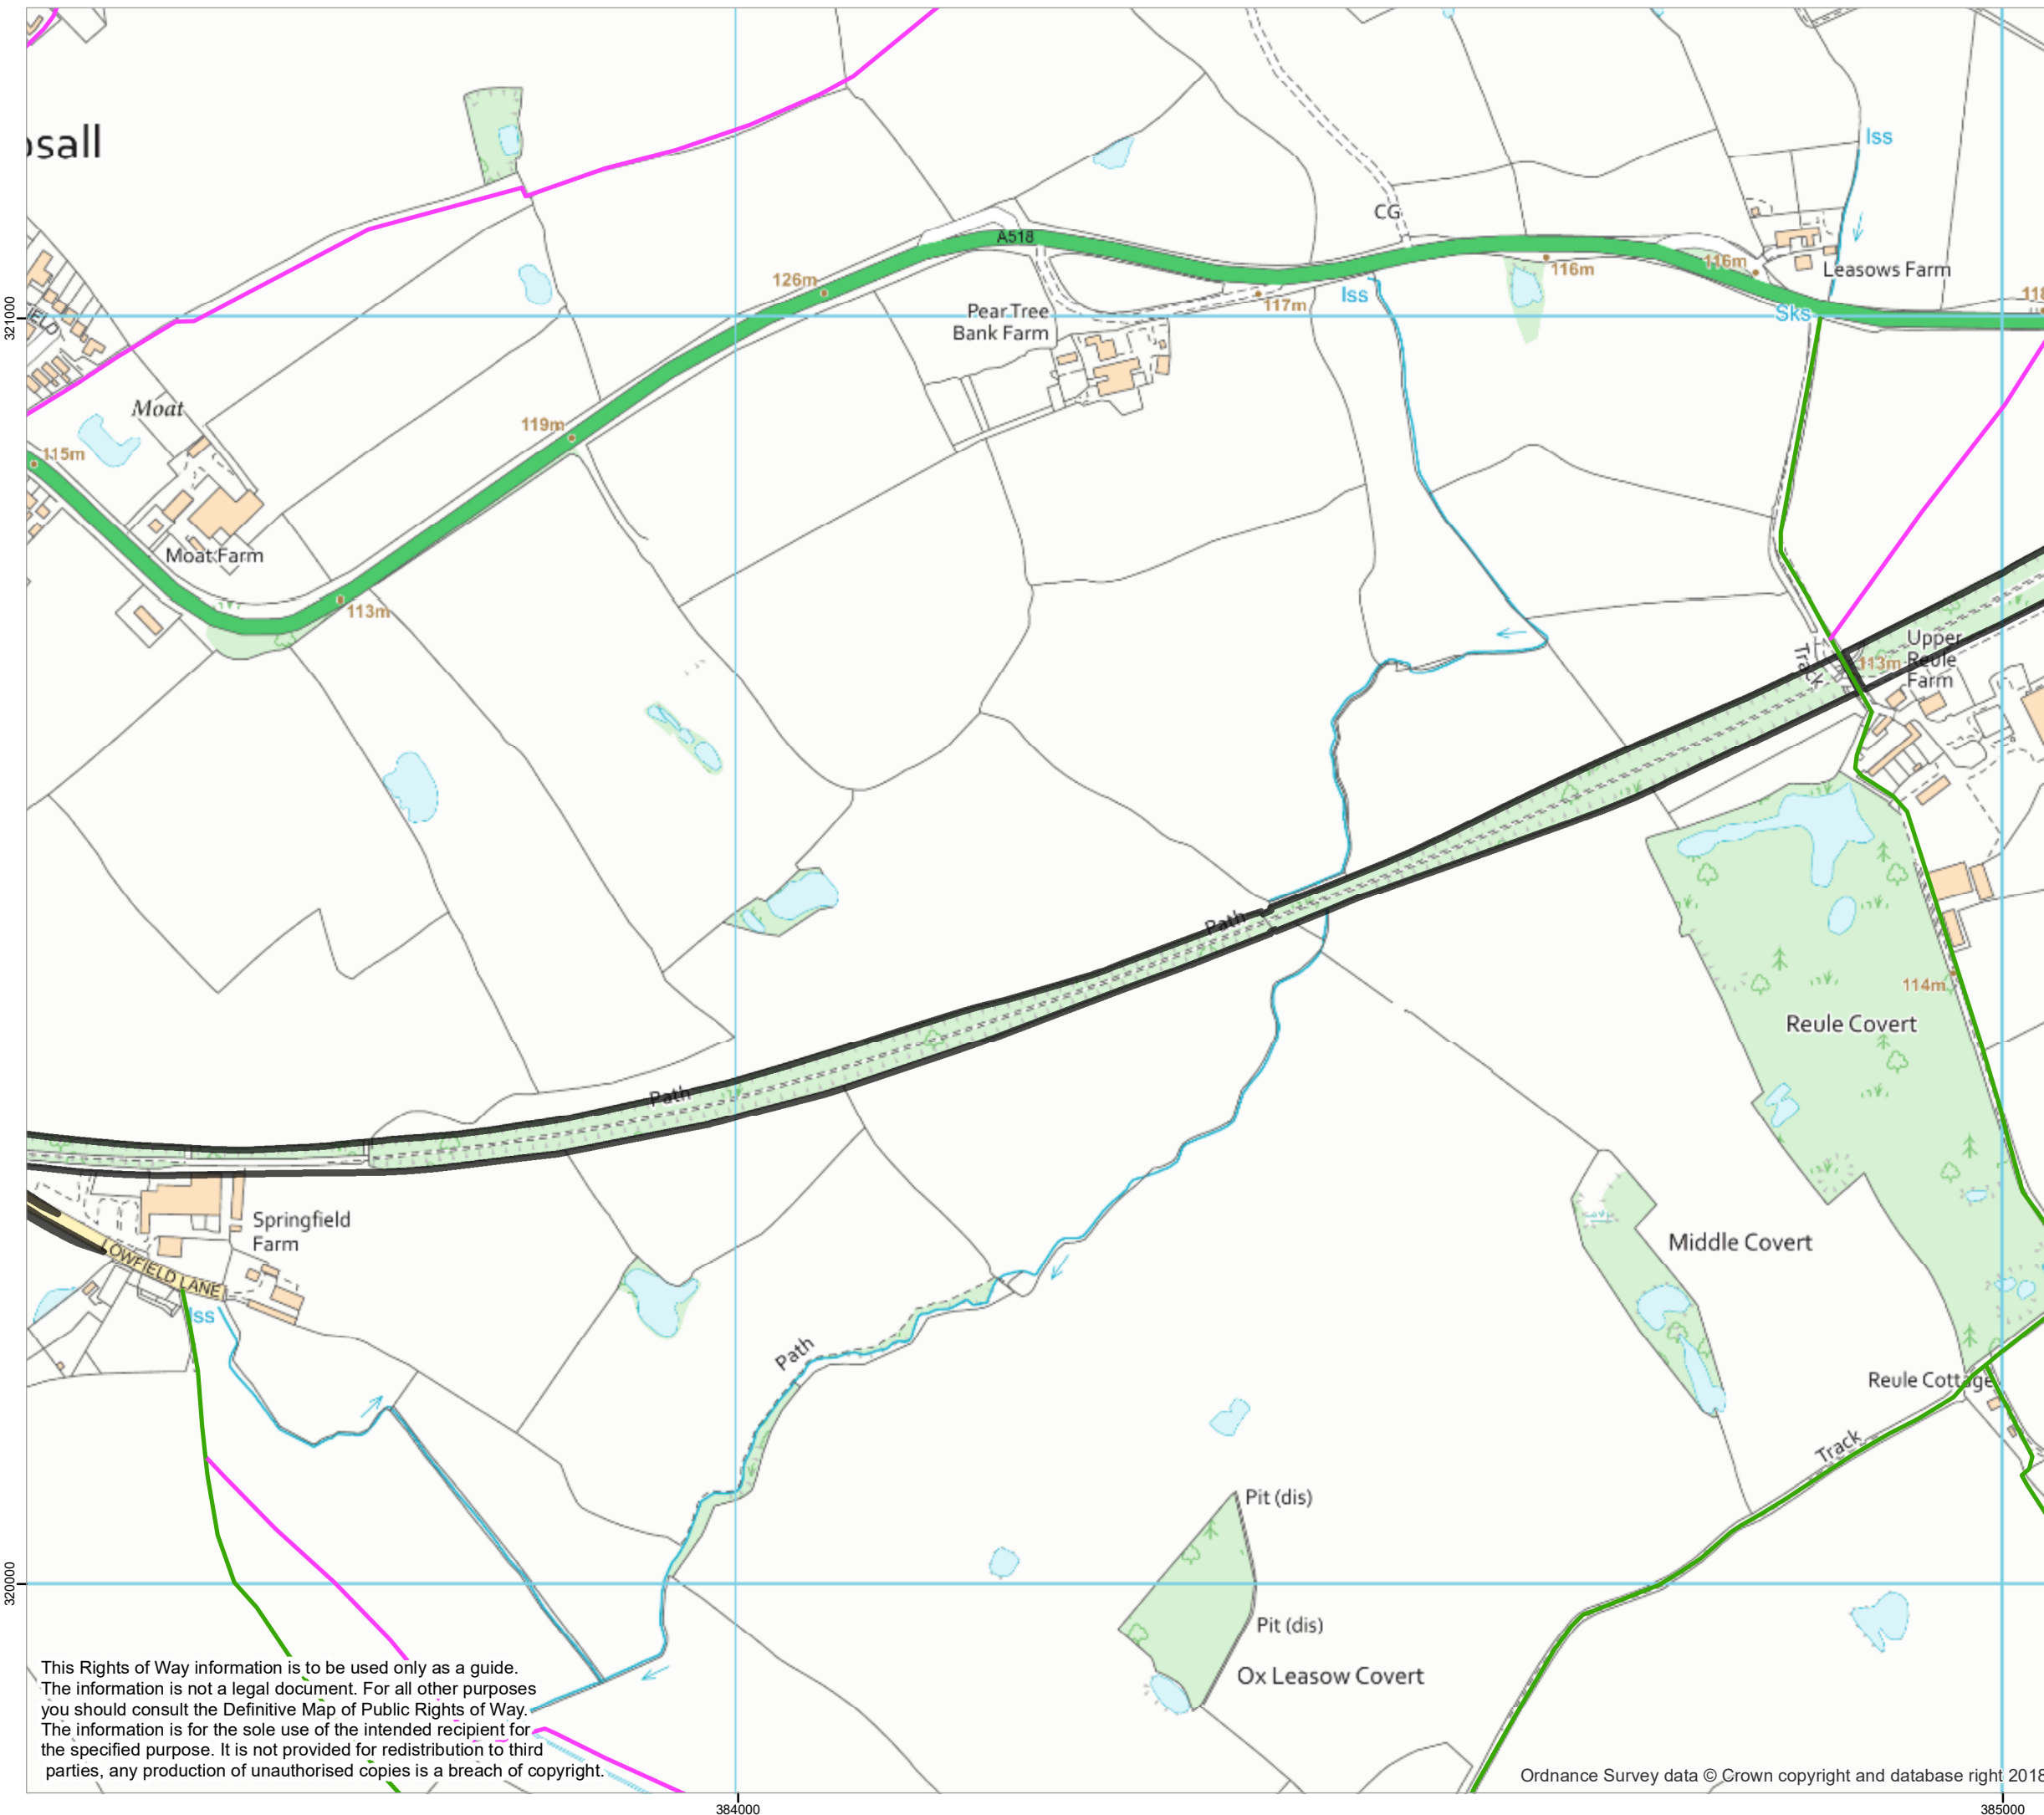 osall
Iss
CG
A518
126m
116m
116m
Leasows Farm
Iss
117m
118
Pear Tree
Bank Farm
Sks
321000
Moat
119m
115m
Moat Farm
113m
Upper
Reule
Farm
113m
Track
Path
114m
Reule Covert
Path
Springfield
Farm
LOWFIELD LANE
Iss
Middle Covert
Path
Reule Cottage
Track
Pit (dis)
320000
Pit (dis)
Ox Leasow Covert
This Rights of Way information is to be used only as a guide.
The information is not a legal document. For all other purposes
you should consult the Definitive Map of Public Rights of Way.
The information is for the sole use of the intended recipient for
the specified purpose. It is not provided for redistribution to third
parties, any production of unauthorised copies is a breach of copyright.
Ordnance Survey data © Crown copyright and database right 2018
384000
385000